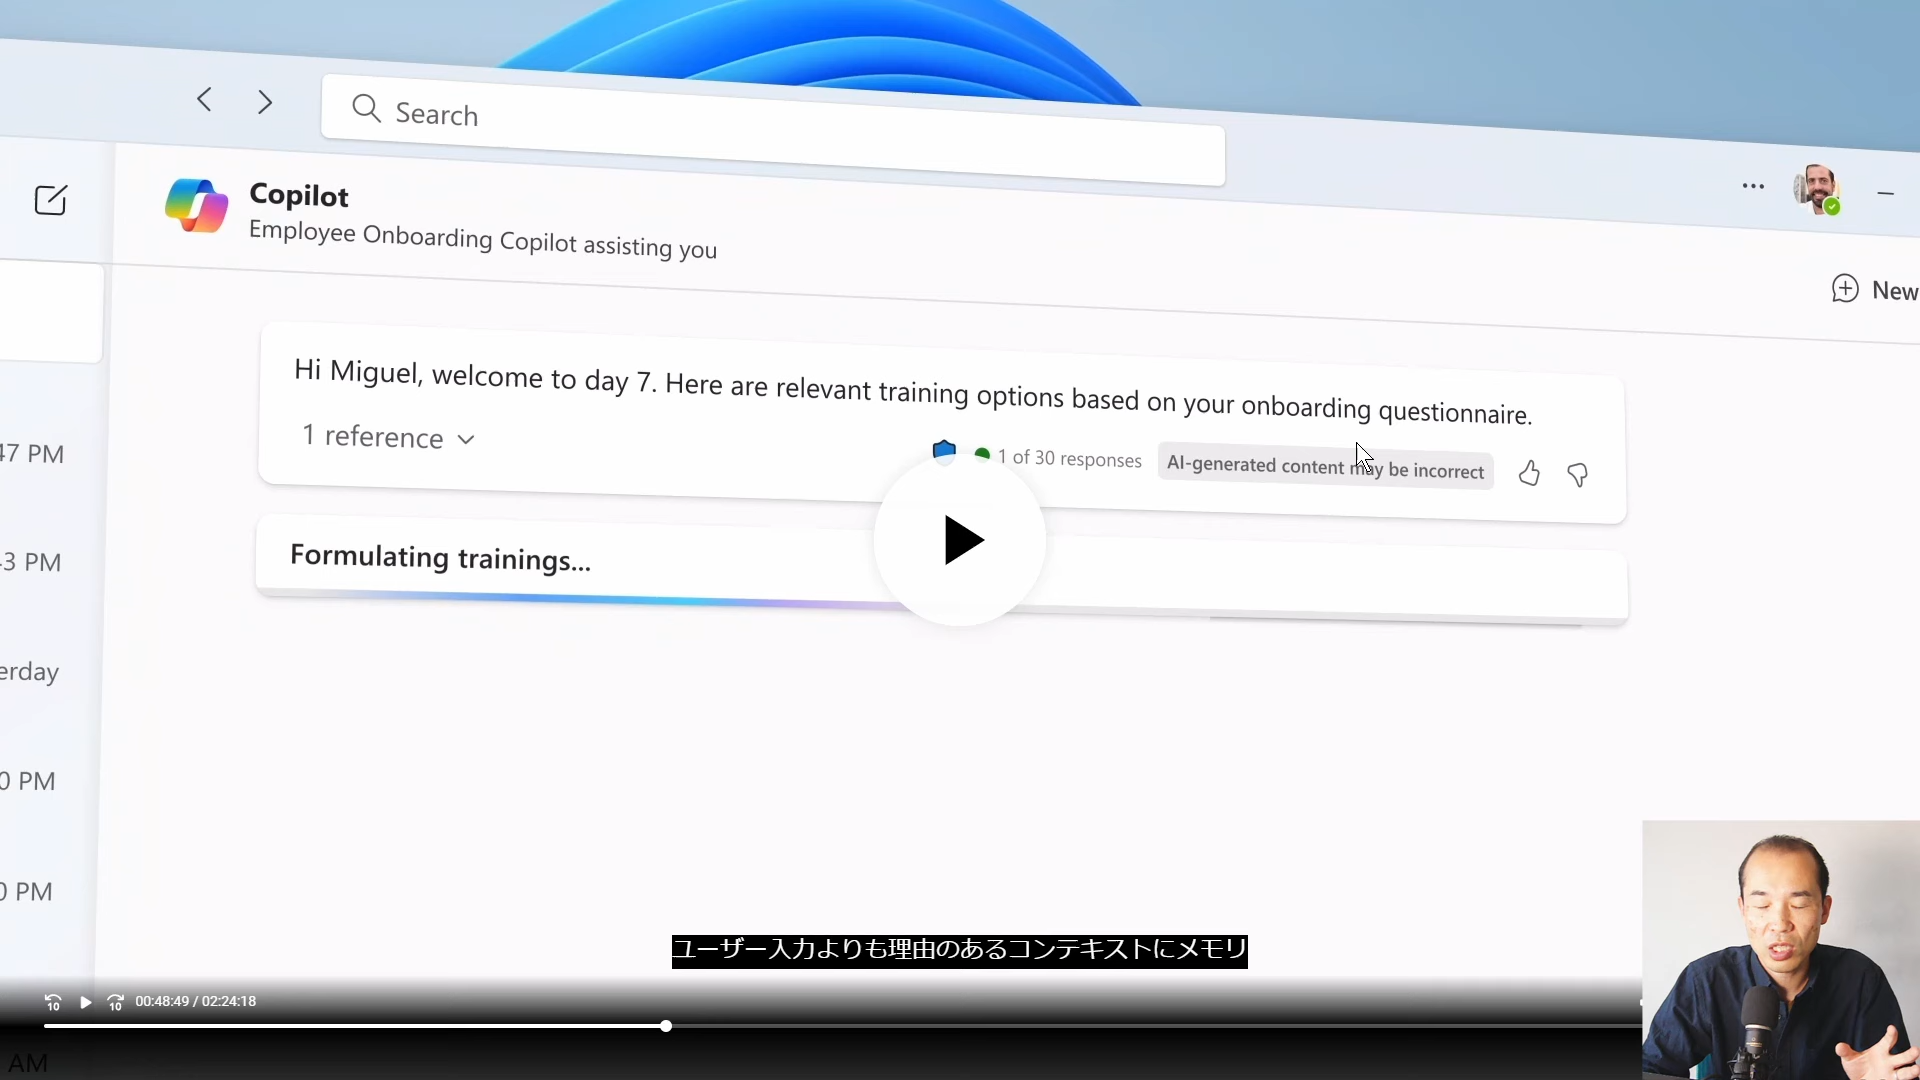 Search
Copilot
Employee Onboarding Copilot assisting you
New
Hi Miguel, welcome to day 7. Here are relevant training options based on your onboarding questionnaire.
1 reference
1 of 30 responses
AI-generated content may be incorrect
Formulating trainings...
47 PM
3 PM
erday
0 PM
0 PM
ユーザー入力よりも理由のあるコンテキストにメモリ
10
10
00:48:49 / 02:24:18
AM